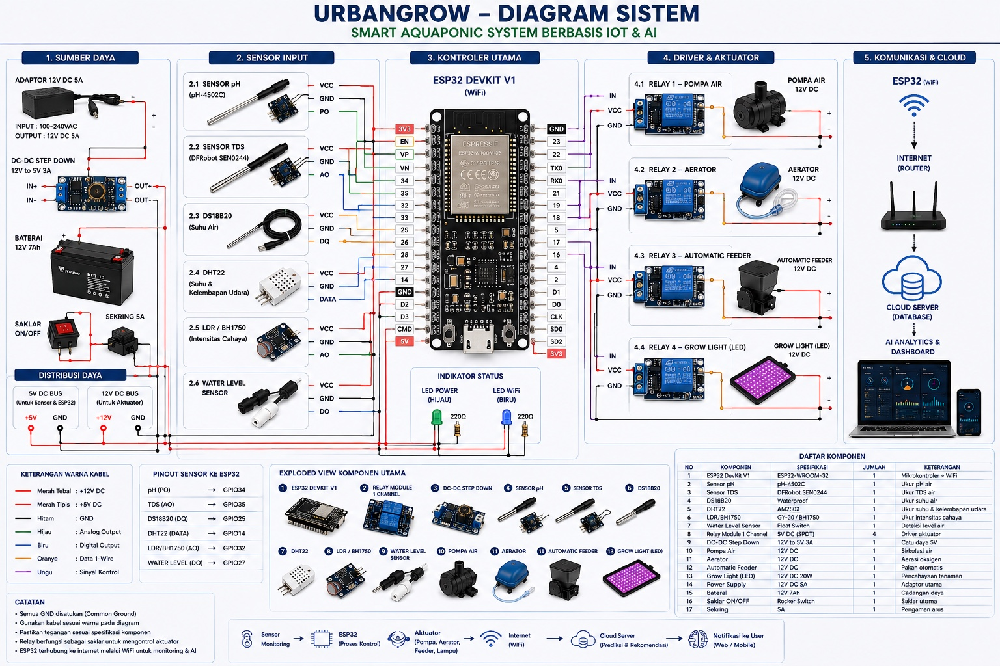 URBANGROW – DIAGRAM SISTEM
SMART AQUAPONIC SYSTEM BERBASIS IOT & AI
1. SUMBER DAYA
ADAPTOR 12V DC 5A
+
+
-
INPUT : 100–240VAC
OUTPUT : 12V DC SA
DC-DC STEP DOWN
12V to 5V 3A
IN+
OUT+
IN–
OUT-
BATERAI
12V 7Ah
+
SAKLAR
ON/OFF
SEKRING 5A
DISTRIBUSI DAYA
5V DC BUS
(Untuk Sensor & ESP32)
+5V
GND
12V DC BUS
(Untuk Aktuator)
+12V
GND
2. SENSOR INPUT
2.1 SENSOR pH
(pH-4502C)
VCC
GND
PO
2.2 SENSOR TDS
(DFRobot SEN0244)
VCC
GND
AO
2.3 DS18B20
(Suhu Air)
VCC
GND
DQ
2.4 DHT22
(Suhu &
Kelembapan Udara)
VCC
GND
DATA
2.5 LDR / BH1750
(Intensitas Cahaya)
VCC
GND
AO
2.6 WATER LEVEL
SENSOR
VCC
GND
DO
3. KONTROLER UTAMA
ESP32 DEVKIT V1
(WiFi)
3V3
EN
VP
VN
34
3S
32
33
2S
26
26
27
14
GND
D2
D3
CMD
5V
ESPRESSIF
ESP32-WROOM-32
GND
23
22
TX0
RX0
21
19
18
5
17
16
4
2
D1
D0
CLK
SD0
SD2
3V3
INDIKATOR STATUS
LED POWER
(HIJAU)
220Ω
LED WiFi
(BIRU)
220Ω
4. DRIVER & AKTUATOR
4.1 RELAY 1 – POMPA AIR
IN
VCC
GND
POMPA AIR
12V DC
+
-
4.2 RELAY 2 – AERATOR
IN
VCC
GND
AERATOR
12V DC
+
-
4.3 RELAY 3 – AUTOMATIC FEEDER
IN
VCC
GND
AUTOMATIC FEEDER
12V DC
+
-
4.4 RELAY 4 – GROW LIGHT (LED)
IN
VCC
GND
GROW LIGHT (LED)
12V DC
+
-
5. KOMUNIKASI & CLOUD
ESP32 (WiFi)
INTERNET
(ROUTER)
CLOUD SERVER
(DATABASE)
AI ANALYTICS &
DASHBOARD
KETERANGAN WARNA KABEL
Merah Tebal : +12V DC
Merah Tipis : +5V DC
Hitam : GND
Hijau : Analog Output
Biru : Digital Output
Oranye : Data 1-Wire
Ungu : Sinyal Kontrol
PINOUT SENSOR KE ESP32
pH (PO) → GPIO34
TDS (AO) → GPIO35
DS18B20 (DQ) → GPIO25
DHT22 (DATA) → GPIO14
LDR/BH1750 (AO) → GPIO32
WATER LEVEL (DO) → GPIO27
EXPLODED VIEW KOMPONEN UTAMA
1 ESP32 DEVKIT V1
2 RELAY MODULE
1 CHANNEL
3 DC-DC STEP DOWN
4 SENSOR pH
5 SENSOR TDS
6 DS18B20
7 DHT22
8 LDR / BH1750
9 WATER LEVEL
SENSOR
10 POMPA AIR
11 AERATOR
11 AUTOMATIC FEEDER
13 GROW LIGHT (LED)
DAFTAR KOMPONEN
NO KOMPONEN SPESIFIKASI JUMLAH KETERANGAN
1 ESP32 DevKit V1 ESP32-WROOM-32 1 Mikrokontroler + WiFi
2 Sensor pH pH-4502C 1 Ukur pH air
3 Sensor TDS DFRobot SEN0244 1 Ukur TDS air
4 DS18B20 Waterproof 1 Ukur suhu air
5 DHT22 AM2302 1 Ukur suhu & kelembapan udara
6 LDR/BH1750 GY-30 / BH1750 1 Ukur intensitas cahaya
7 Water Level Sensor Float Switch 1 Deteksi level air
8 Relay Module 1 Channel 5V DC (SPDT) 4 Driver aktuator
9 DC-DC Step Down 12V to 5V 3A 1 Catu daya 5V
10 Pompa Air 12V DC 1 Sirkulasi air
11 Aerator 12V DC 1 Aerasi oksigen
12 Automatic Feeder 12V DC 1 Pakan otomatis
13 Grow Light (LED) 12V DC 20W 1 Pencahayaan tanaman
14 Power Supply 12V DC SA 1 Adaptor utama
15 Baterai 12V 7Ah 1 Cadangan daya
16 Saklar ON/OFF Rocker Switch 1 Saklar utama
17 Sekring SA 1 Pengaman arus
CATATAN
• Semua GND disatukan (Common Ground)
• Gunakan kabel sesuai warna pada diagram
• Pastikan tegangan sesuai spesifikasi komponen
• Relay berfungsi sebagai saklar untuk mengontrol aktuator
• ESP32 terhubung ke internet melalui WiFi untuk monitoring & AI
Sensor
Monitoring
→
ESP32
(Proses Kontrol)
→
Aktuator
(Pompa, Aerator,
Feeder, Lampu)
→
Internet
(WiFi)
→
Cloud Server
(Prediksi & Rekomendasi)
→
Notifikasi ke User
(Web / Mobile)